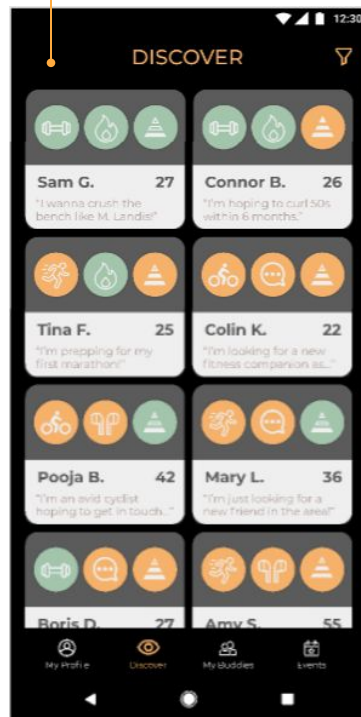 12:30
DISCOVER
Sam G. 27
"I wanna crush the
bench like M. Landis!"
Connor B. 26
"I'm hoping to curl 50s
within 6 months."
Tina F. 25
"I'm prepping for my
first marathon!"
Colin K. 22
"I'm looking for a new
fitness companion as..."
Pooja B. 42
"I'm an avid cyclist
hoping to get in touch..."
Mary L. 36
"I'm just looking for a
new friend in the area!"
Boris D. 27
Amy S. 55
My Profile
Discover
My Buddies
Events